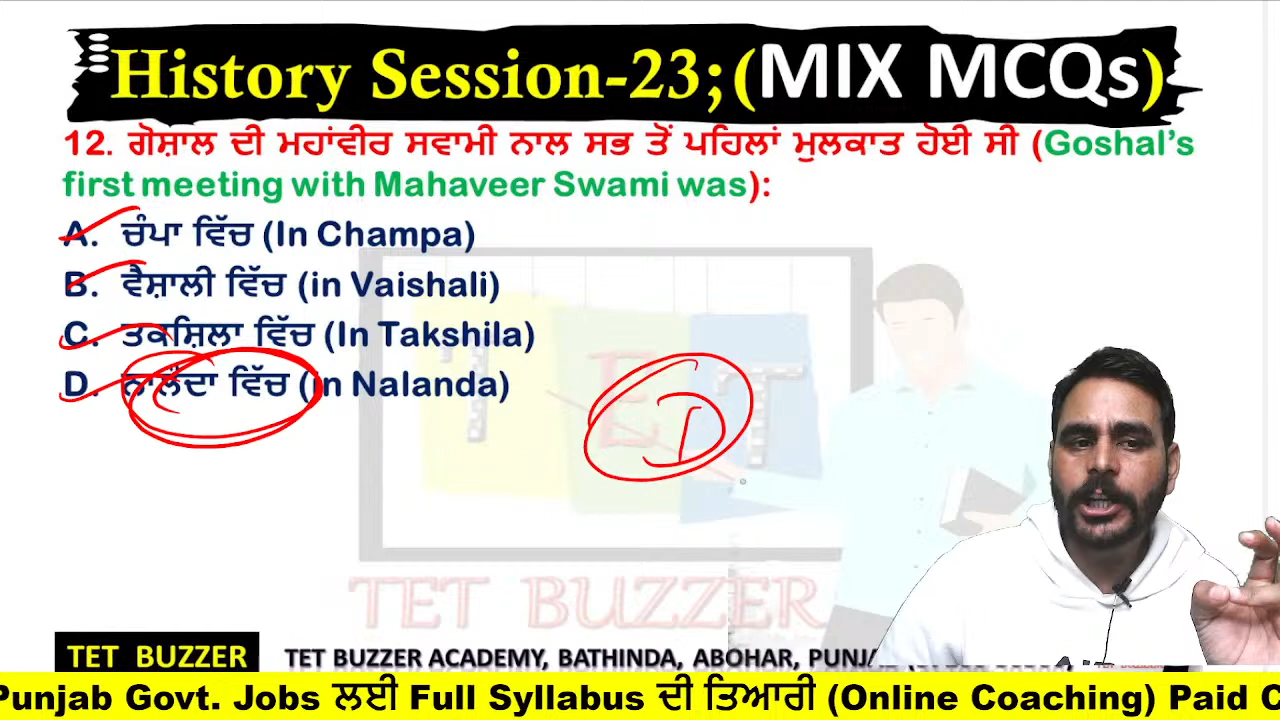 History Session-23;(MIX MCQs)
12. ਗੋਸ਼ਾਲ ਦੀ ਮਹਾਂਵੀਰ ਸਵਾਮੀ ਨਾਲ ਸਭ ਤੋਂ ਪਹਿਲਾਂ ਮੁਲਕਾਤ ਹੋਈ ਸੀ (Goshal’s
first meeting with Mahaveer Swami was):
A. ਚੰਪਾ ਵਿੱਚ (In Champa)
B. ਵੈਸ਼ਾਲੀ ਵਿੱਚ (in Vaishali)
C. ਤਕਸ਼ਿਲਾ ਵਿੱਚ (In Takshila)
D. ਨਾਲੰਦਾ ਵਿੱਚ (in Nalanda)
D
TET
TET BUZZER
TET BUZZER
TET BUZZER ACADEMY, BATHINDA, ABOHAR, PUNJAB
Punjab Govt. Jobs ਲਈ Full Syllabus ਦੀ ਤਿਆਰੀ (Online Coaching) Paid